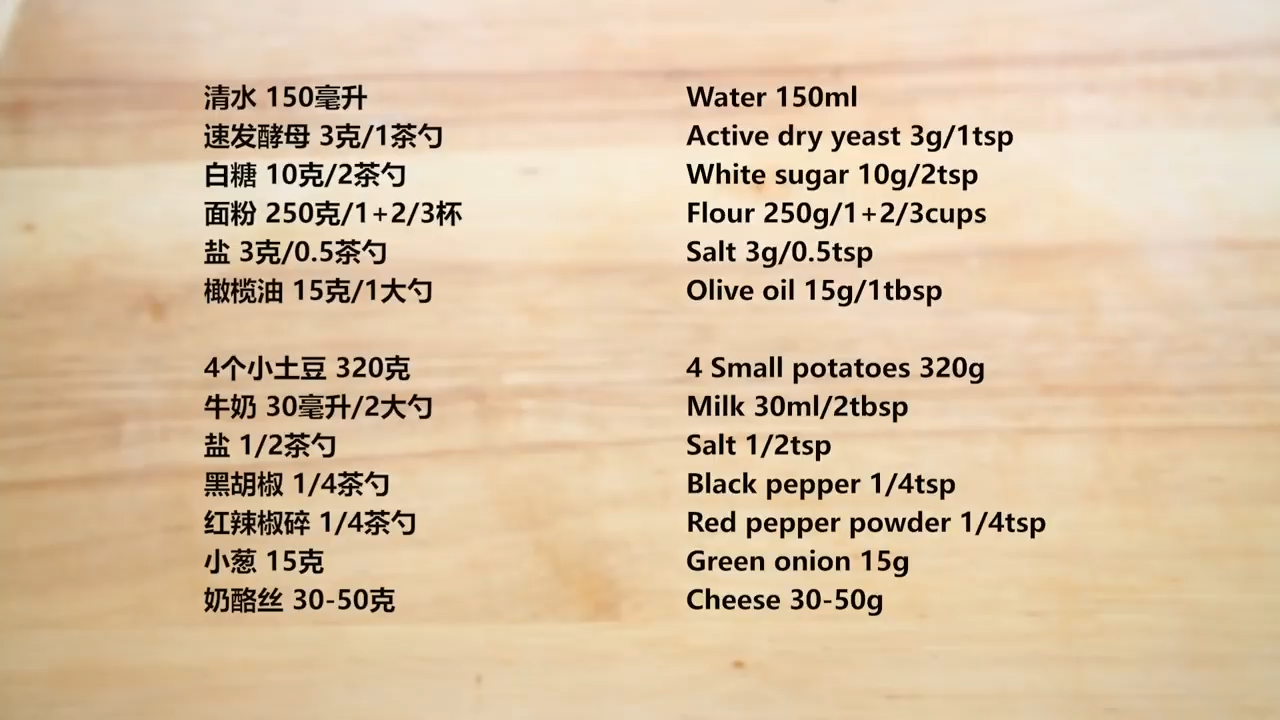 清水 150毫升
速发酵母 3克/1茶勺
白糖 10克/2茶勺
面粉 250克/1+2/3杯
盐 3克/0.5茶勺
橄榄油 15克/1大勺
4个小土豆 320克
牛奶 30毫升/2大勺
盐 1/2茶勺
黑胡椒 1/4茶勺
红辣椒碎 1/4茶勺
小葱 15克
奶酪丝 30-50克
Water 150ml
Active dry yeast 3g/1tsp
White sugar 10g/2tsp
Flour 250g/1+2/3cups
Salt 3g/0.5tsp
Olive oil 15g/1tbsp
4 Small potatoes 320g
Milk 30ml/2tbsp
Salt 1/2tsp
Black pepper 1/4tsp
Red pepper powder 1/4tsp
Green onion 15g
Cheese 30-50g